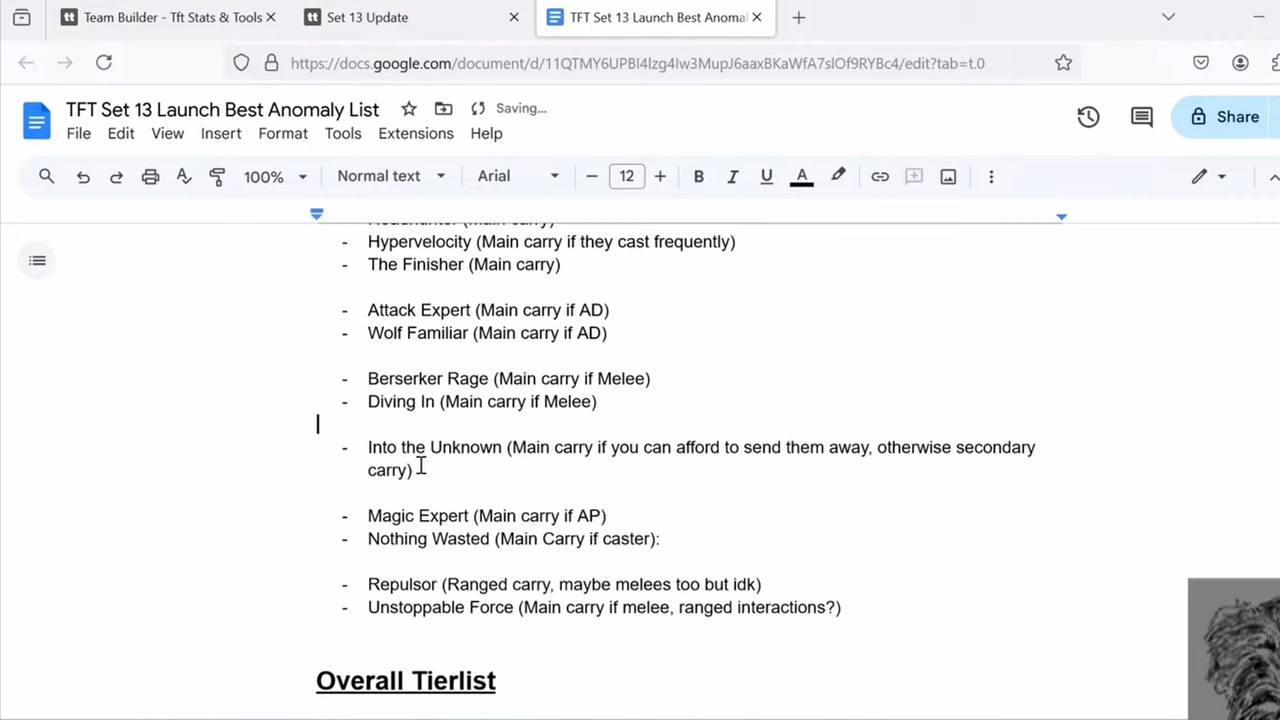 Team Builder - Tft Stats & Tools
Set 13 Update
TFT Set 13 Launch Best Anomal
https://docs.google.com/document/d/11QTMY6UPBI4lzg4Iw3MupJ6aaxBKaWfA7slOf9RYBc4/edit?tab=t.0
TFT Set 13 Launch Best Anomaly List
Saving...
File Edit View Insert Format Tools Extensions Help
Share
100% Normal text Arial 12 B I U A
- Headhunter (Main carry)
- Hypervelocity (Main carry if they cast frequently)
- The Finisher (Main carry)
- Attack Expert (Main carry if AD)
- Wolf Familiar (Main carry if AD)
- Berserker Rage (Main carry if Melee)
- Diving In (Main carry if Melee)
- Into the Unknown (Main carry if you can afford to send them away, otherwise secondary
carry)
- Magic Expert (Main carry if AP)
- Nothing Wasted (Main Carry if caster):
- Repulsor (Ranged carry, maybe melees too but idk)
- Unstoppable Force (Main carry if melee, ranged interactions?)
Overall Tierlist